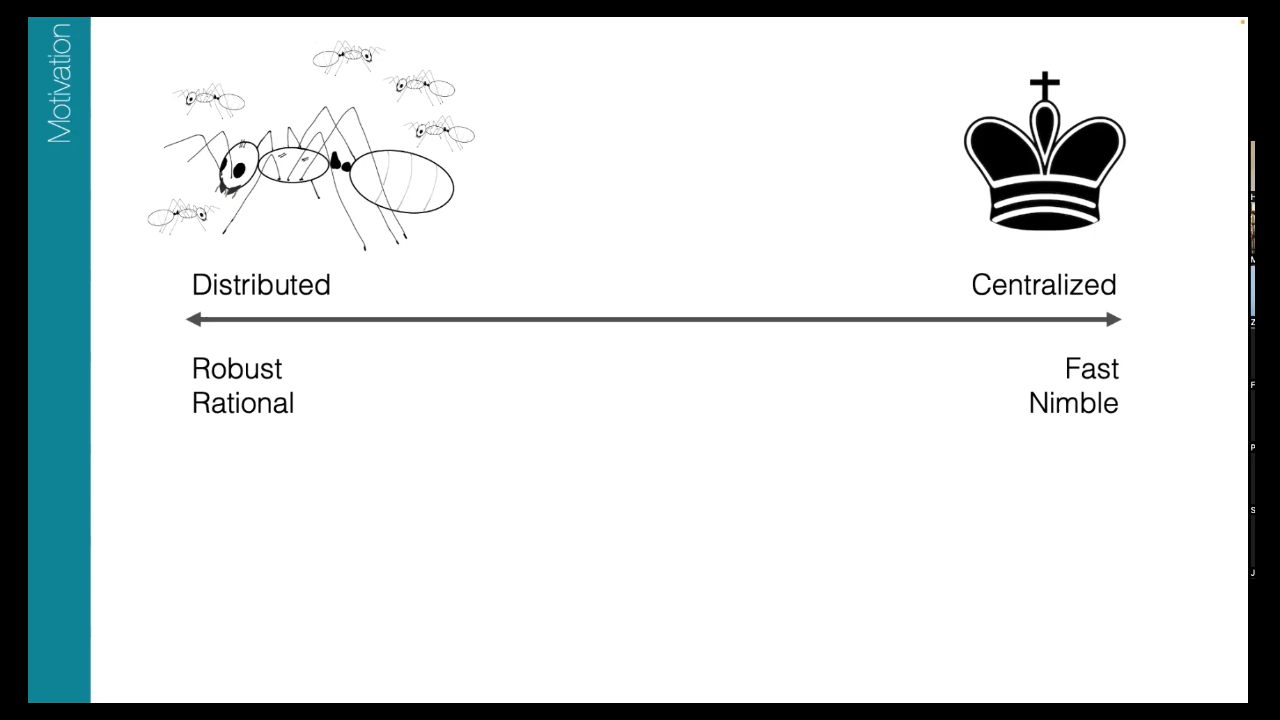 Motivation
Distributed
Centralized
Robust
Rational
Fast
Nimble
H
M
Z
F
P
S
J